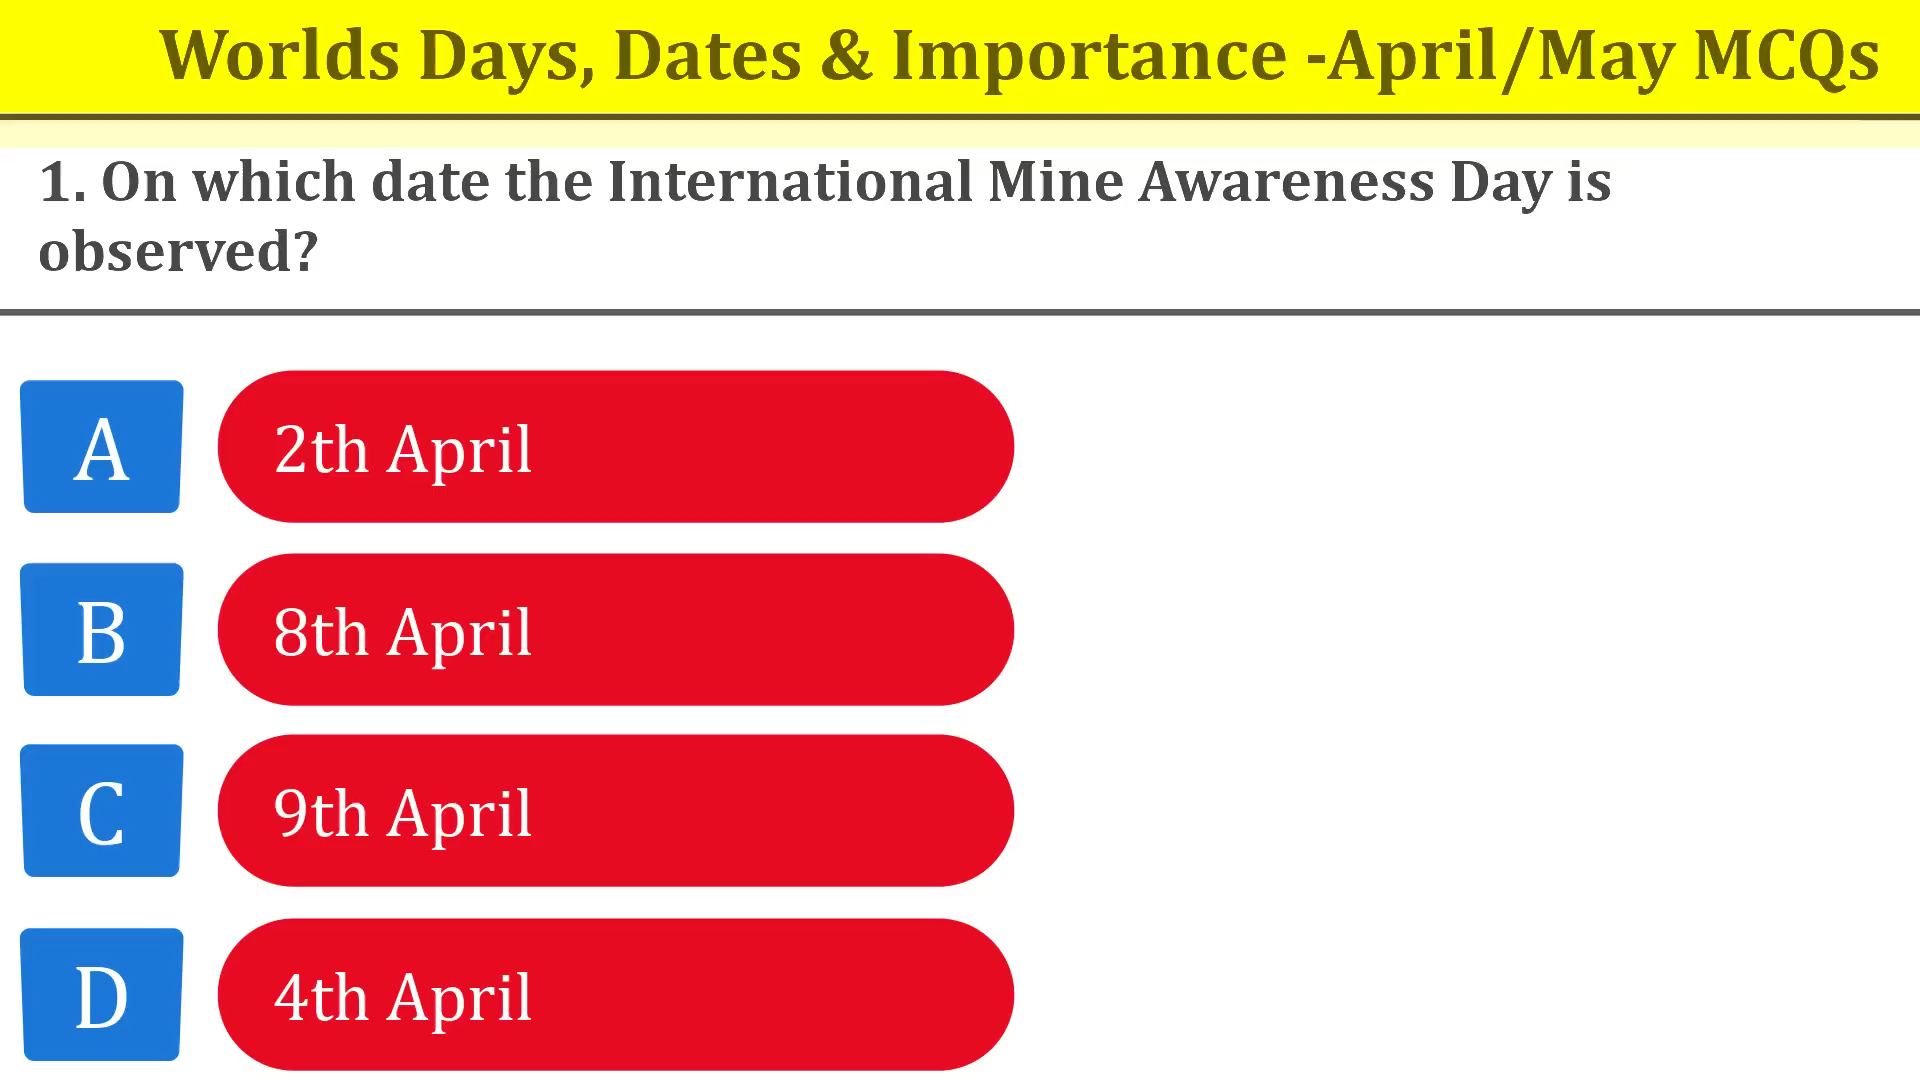 Worlds Days, Dates & Importance -April/May MCQs
1. On which date the International Mine Awareness Day is
observed?
A
2th April
B
8th April
C
9th April
D
4th April